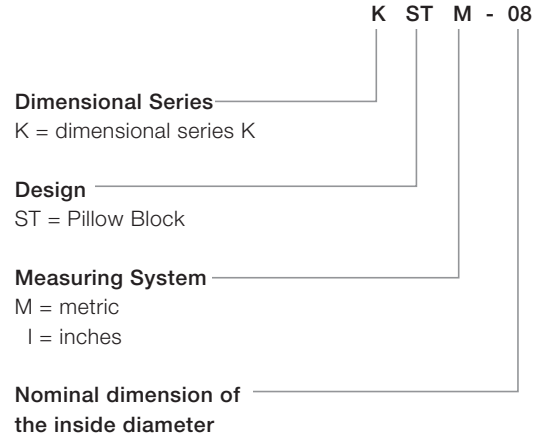 K ST M - 08
Dimensional Series
K = dimensional series K
Design
ST = Pillow Block
Measuring System
M = metric
I = inches
Nominal dimension of
the inside diameter